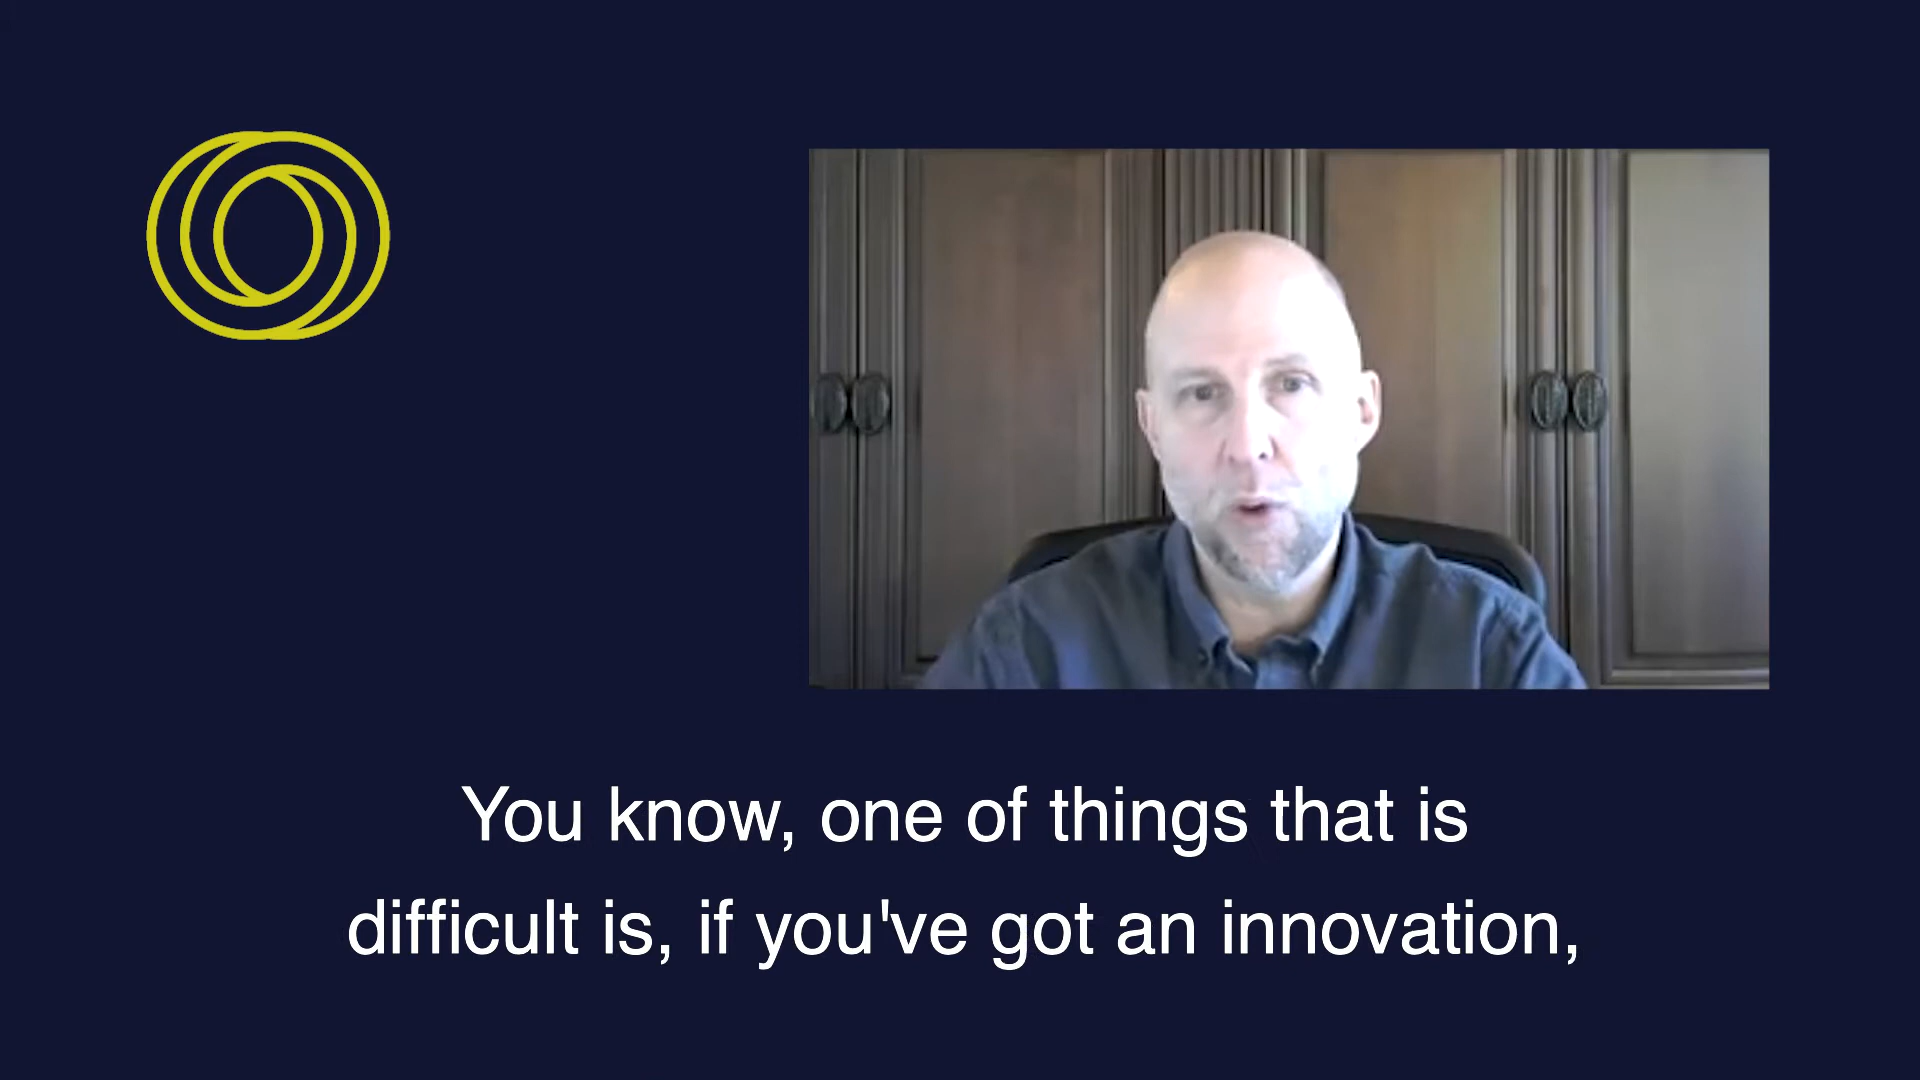 You know, one of things that is
difficult is, if you've got an innovation,